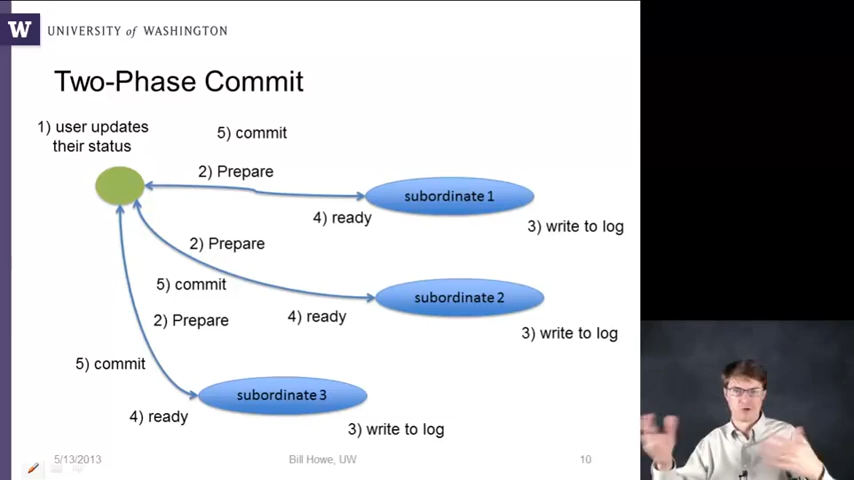 W UNIVERSITY of WASHINGTON
Two-Phase Commit
1) user updates
their status
5) commit
2) Prepare
subordinate 1
4) ready
3) write to log
2) Prepare
5) commit
subordinate 2
2) Prepare
4) ready
3) write to log
5) commit
subordinate 3
4) ready
3) write to log
5/13/2013
Bill Howe, UW
10